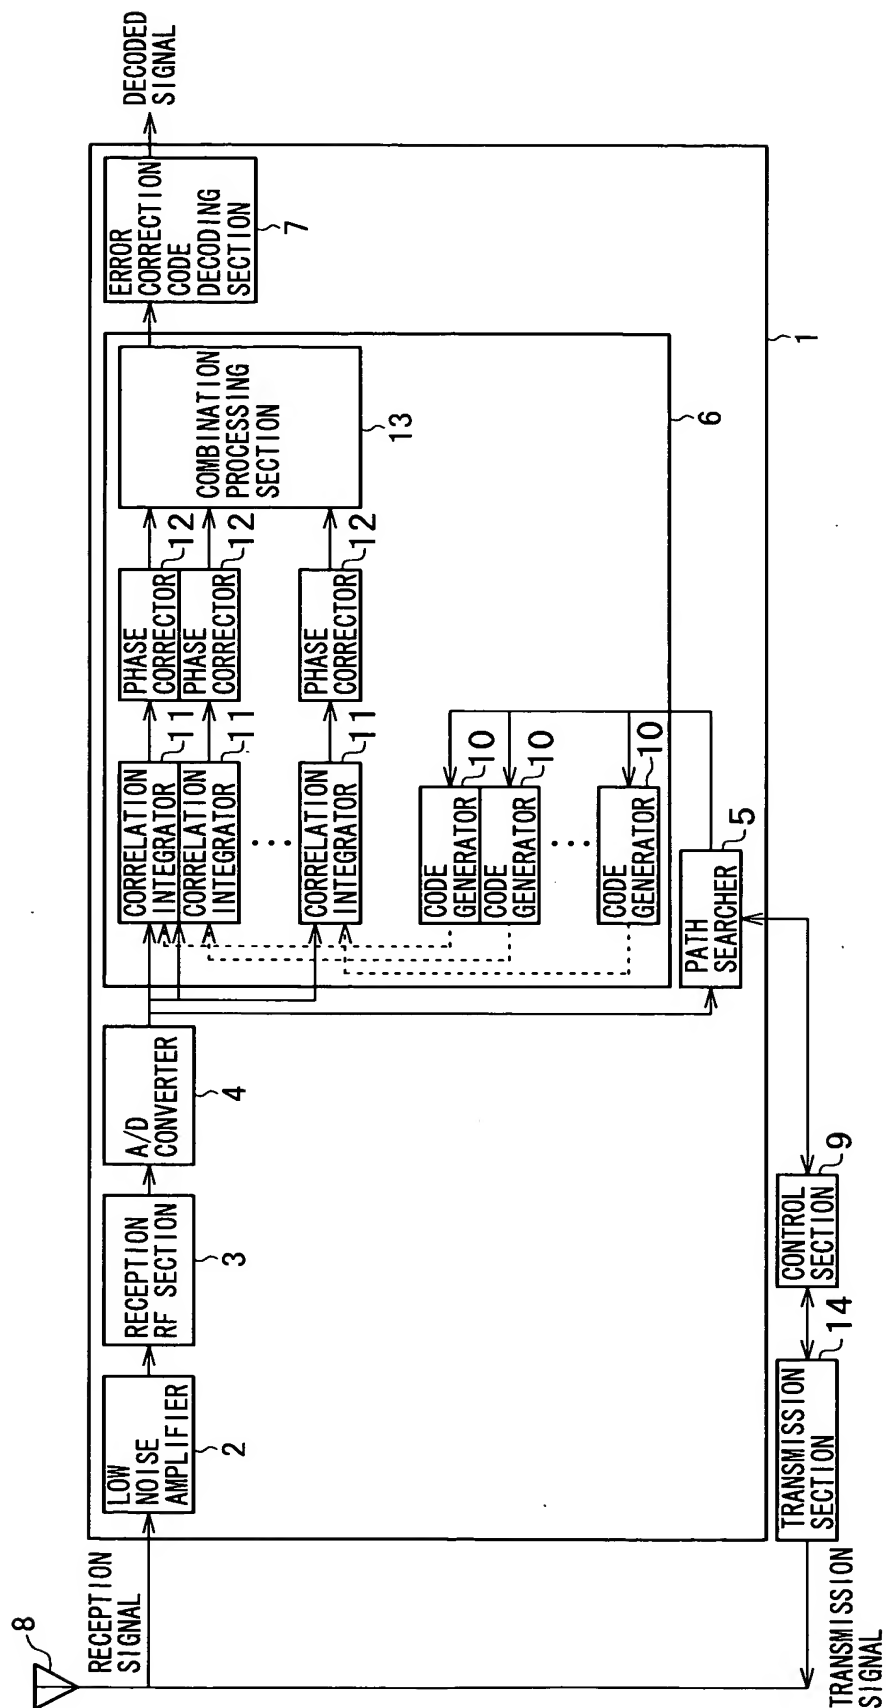 8
RECEPTION
SIGNAL
LOW
NOISE
AMPLIFIER
2
RECEPTION
RF SECTION
3
A/D
CONVERTER
4
CORRELATION
INTEGRATOR
11
CORRELATION
INTEGRATOR
11
...
CORRELATION
INTEGRATOR
11
PHASE
CORRECTOR
12
PHASE
CORRECTOR
12
PHASE
CORRECTOR
12
COMBINATION
PROCESSING
SECTION
13
ERROR
CORRECTION
CODE
DECODING
SECTION
7
DECODED
SIGNAL
CODE
GENERATOR
10
CODE
GENERATOR
10
...
CODE
GENERATOR
10
6
PATH
SEARCHER
5
1
TRANSMISSION
SIGNAL
TRANSMISSION
SECTION
14
CONTROL
SECTION
9